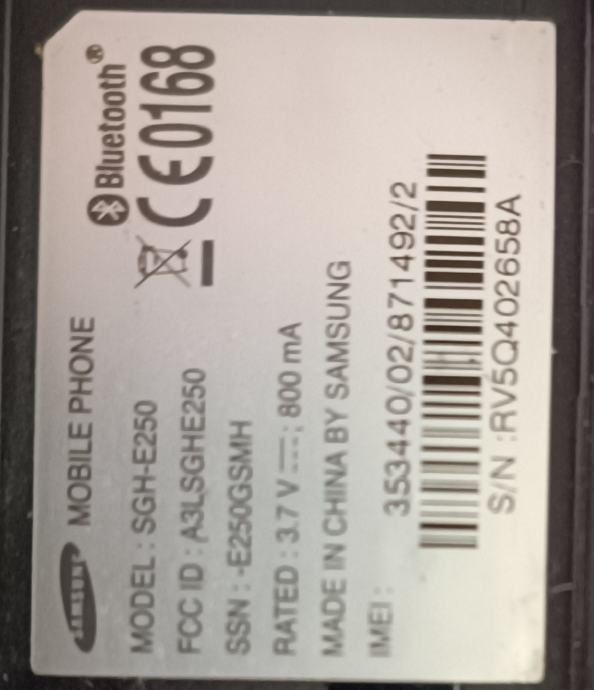 SAMSUNG MOBILE PHONE
Bluetooth®
MODEL : SGH-E250
CE0168
FCC ID : A3LSGHE250
SSN : -E250GSMH
RATED : 3.7 V ; 800 mA
MADE IN CHINA BY SAMSUNG
IMEI :
353440/02/871492/2
S/N :RV5Q402658A